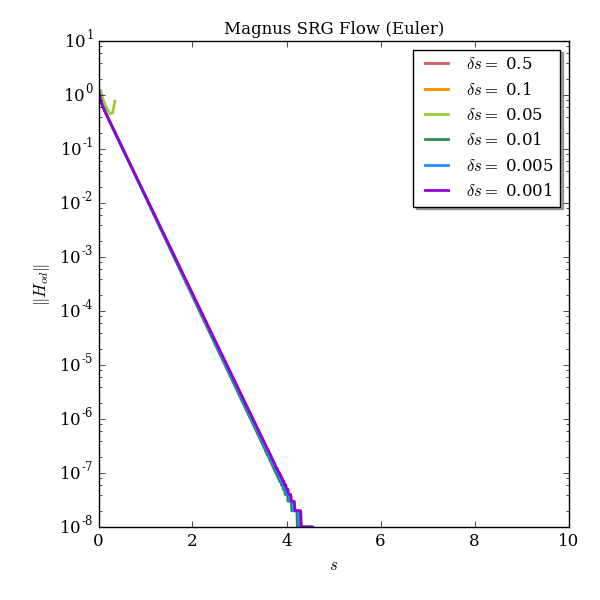 Magnus SRG Flow (Euler)
10^1
10^0
10^-1
10^-2
10^-3
10^-4
10^-5
10^-6
10^-7
10^-8
||H_od||
δs = 0.5
δs = 0.1
δs = 0.05
δs = 0.01
δs = 0.005
δs = 0.001
0 2 4 6 8 10
s